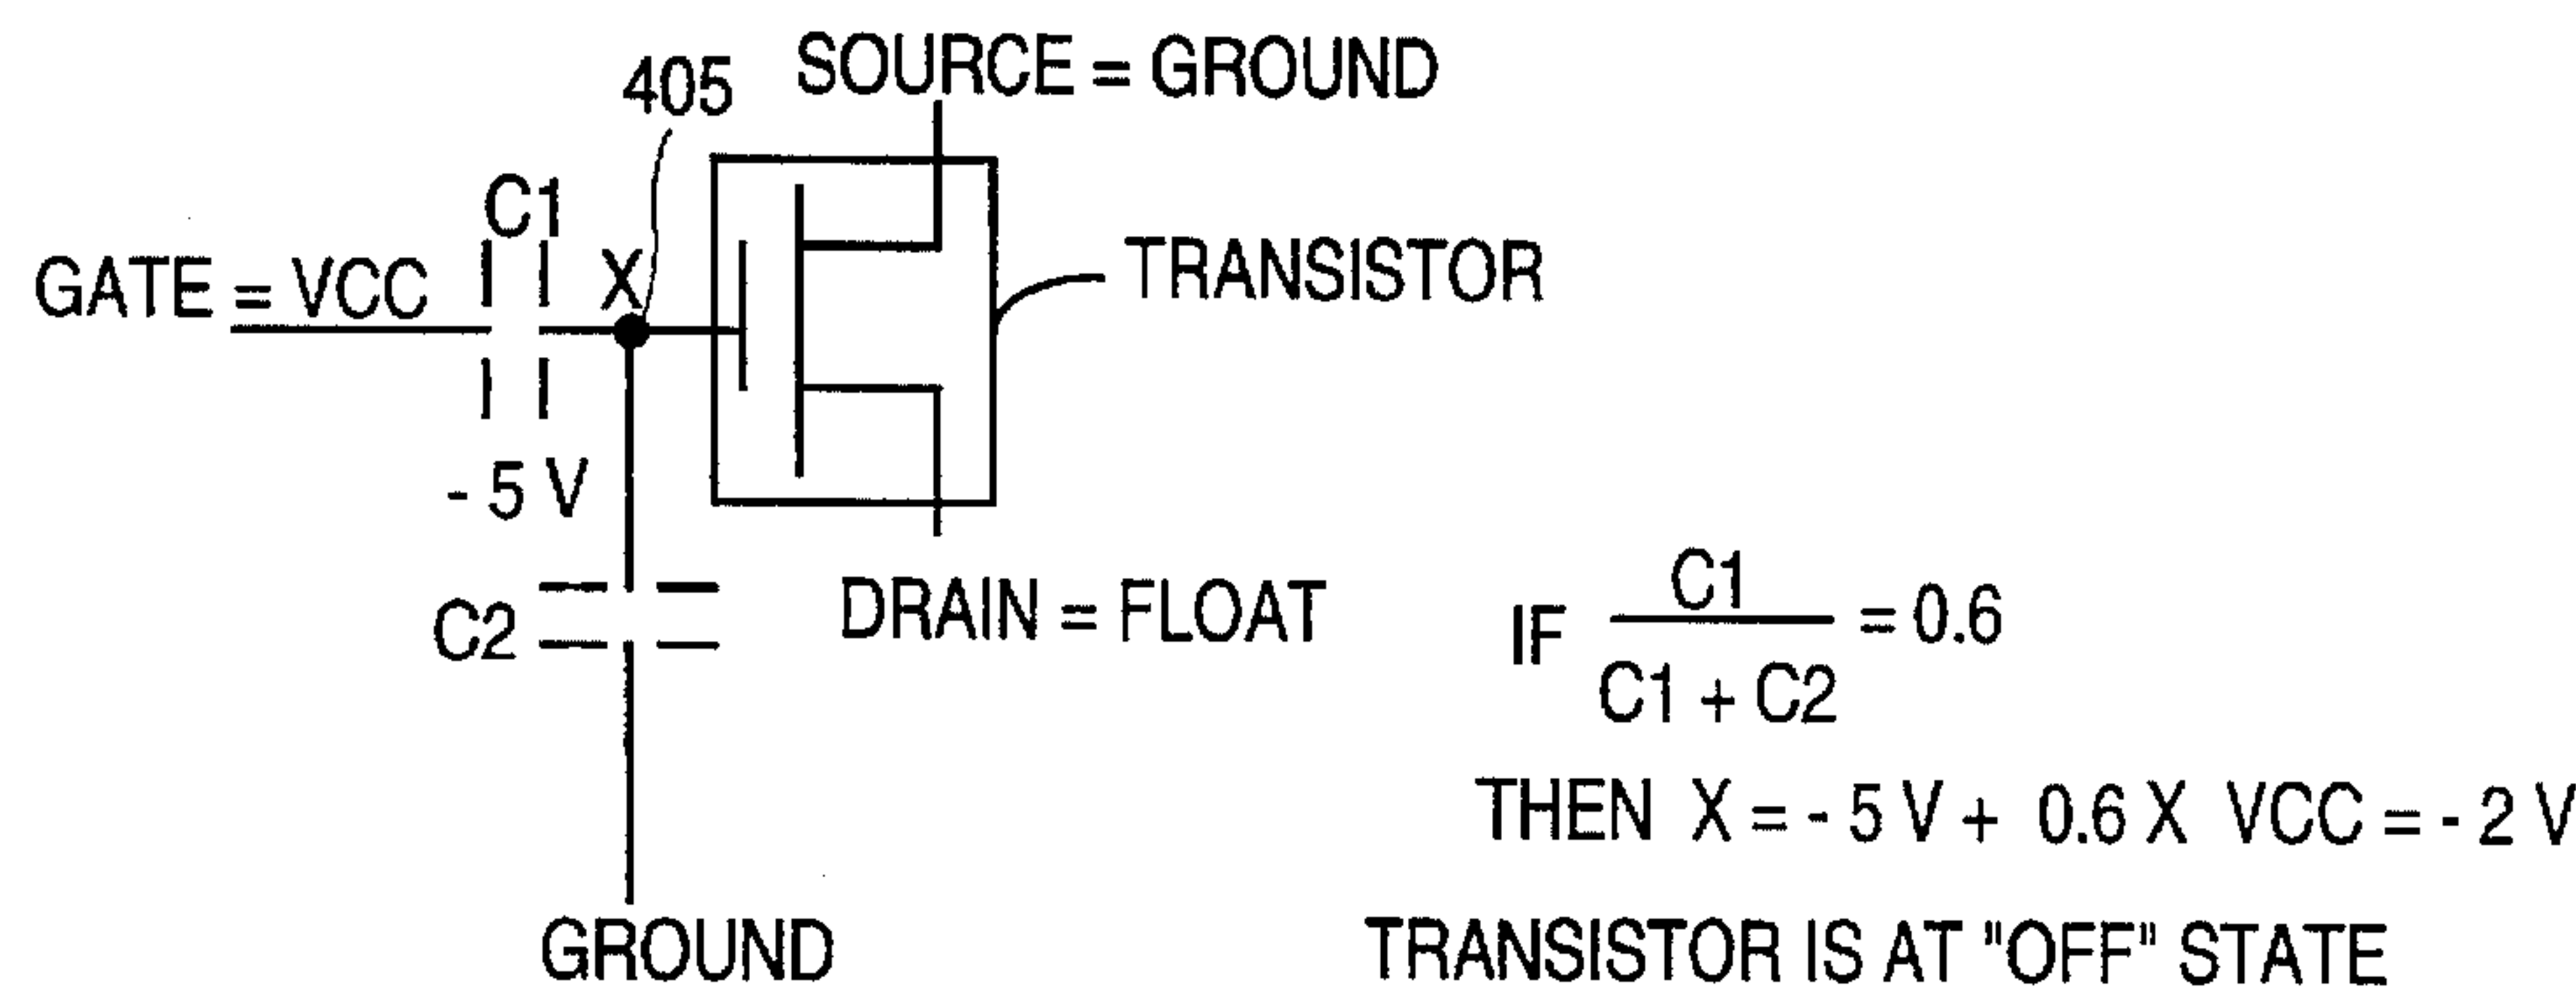 405
SOURCE = GROUND
C1
GATE = VCC
X
TRANSISTOR
- 5 V
C2
DRAIN = FLOAT
GROUND
IF C1 / C1 + C2 = 0.6
THEN X = - 5 V + 0.6 X VCC = - 2 V
TRANSISTOR IS AT "OFF" STATE